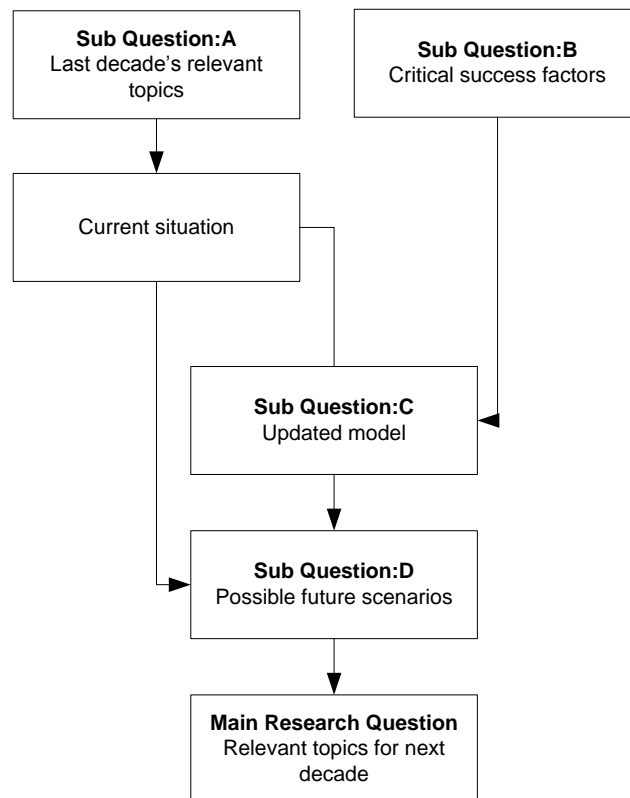 Sub Question:A
Last decade's relevant
topics
Sub Question:B
Critical success factors
Current situation
Sub Question:C
Updated model
Sub Question:D
Possible future scenarios
Main Research Question
Relevant topics for next
decade